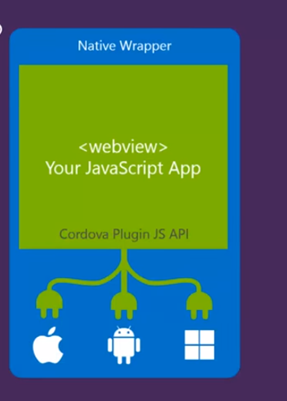 Native Wrapper
<webview>
Your JavaScript App
Cordova Plugin JS API